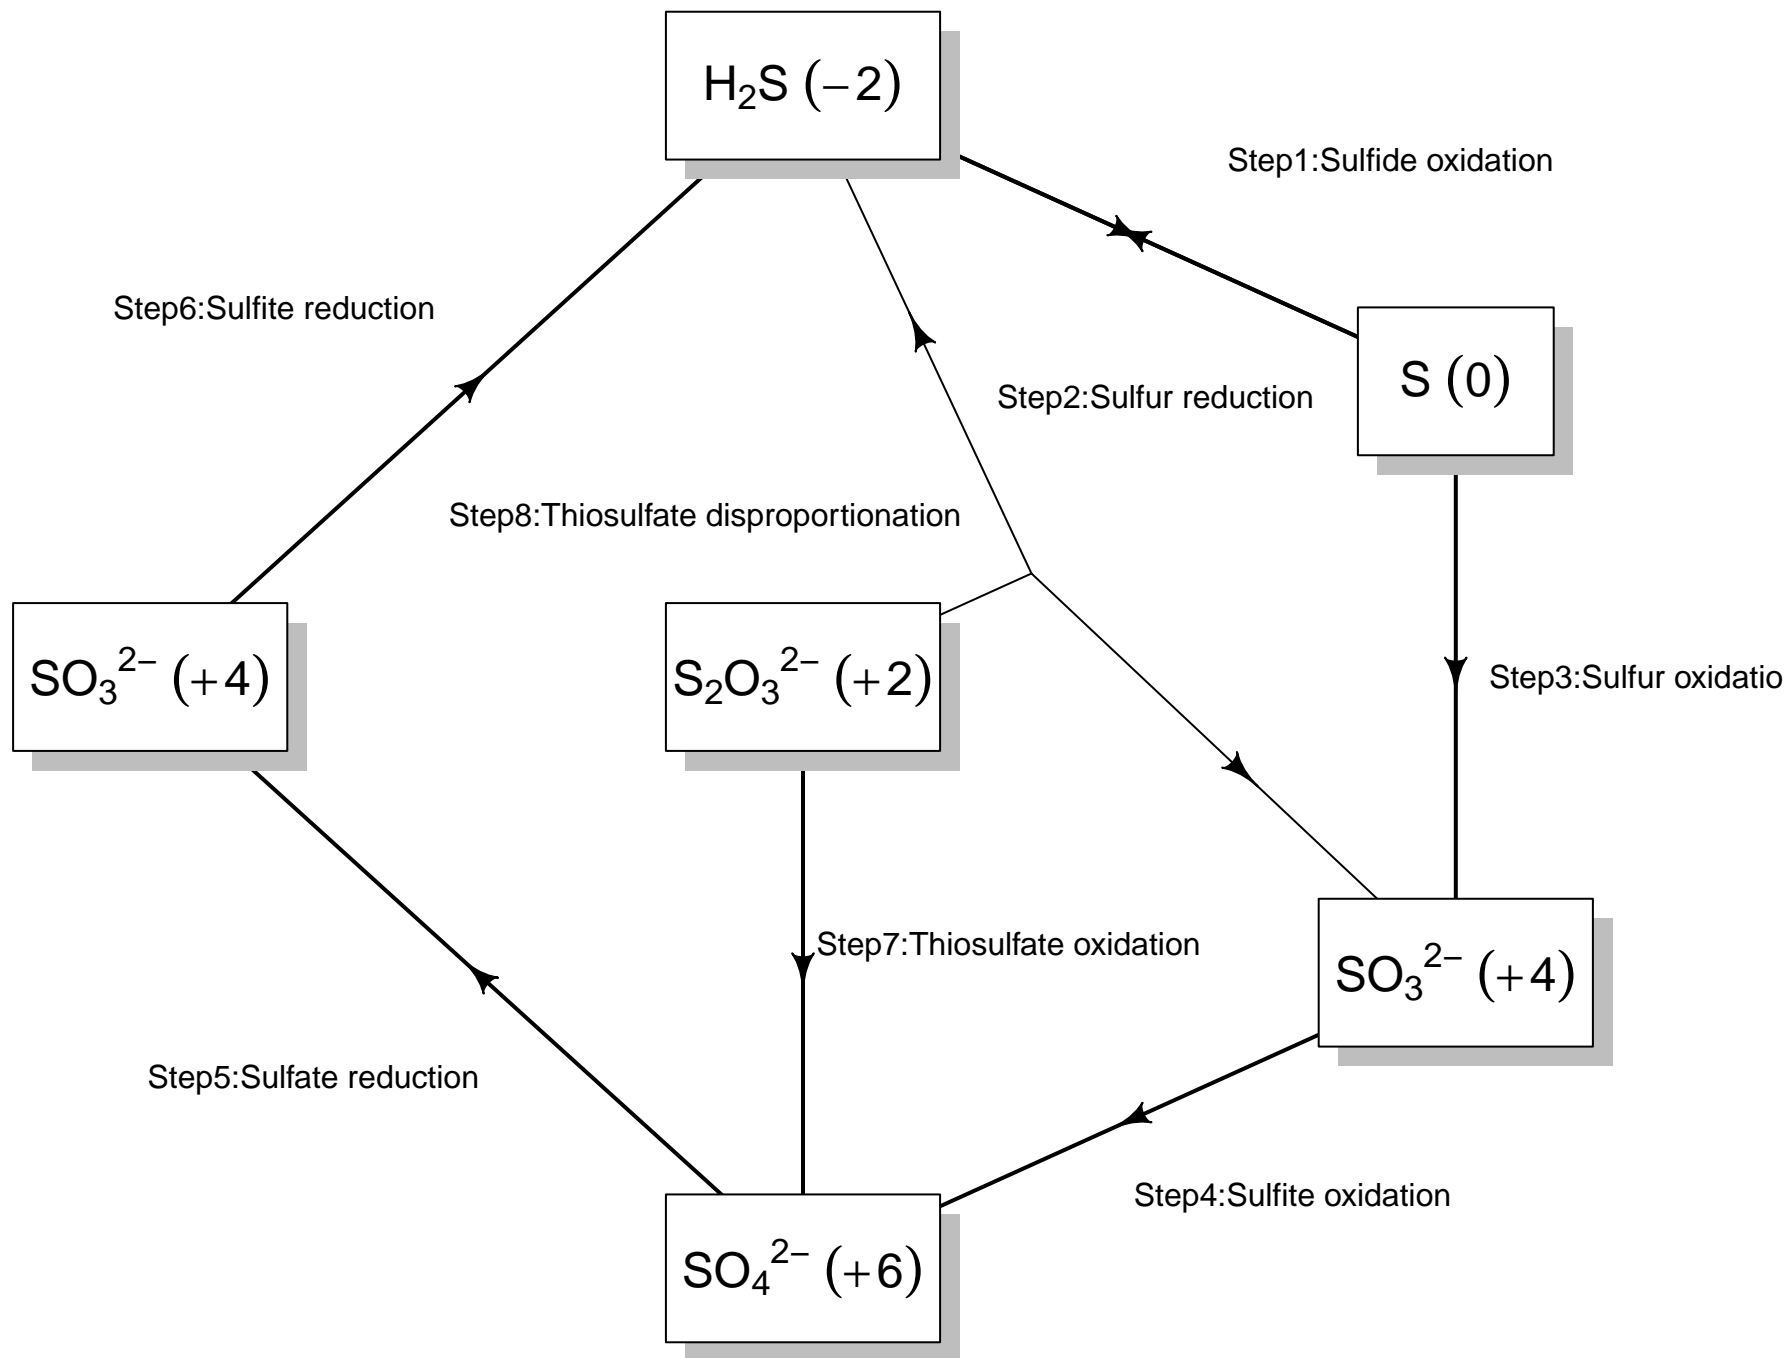 H₂S (−2)
Step1:Sulfide oxidation
Step6:Sulfite reduction
S (0)
Step2:Sulfur reduction
Step8:Thiosulfate disproportionation
SO₃²⁻ (+4)
S₂O₃²⁻ (+2)
Step3:Sulfur oxidatio
Step7:Thiosulfate oxidation
SO₃²⁻ (+4)
Step5:Sulfate reduction
Step4:Sulfite oxidation
SO₄²⁻ (+6)